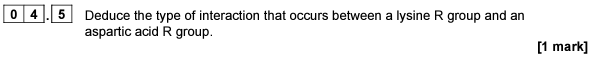 0 4 . 5 Deduce the type of interaction that occurs between a lysine R group and an
aspartic acid R group.
[1 mark]